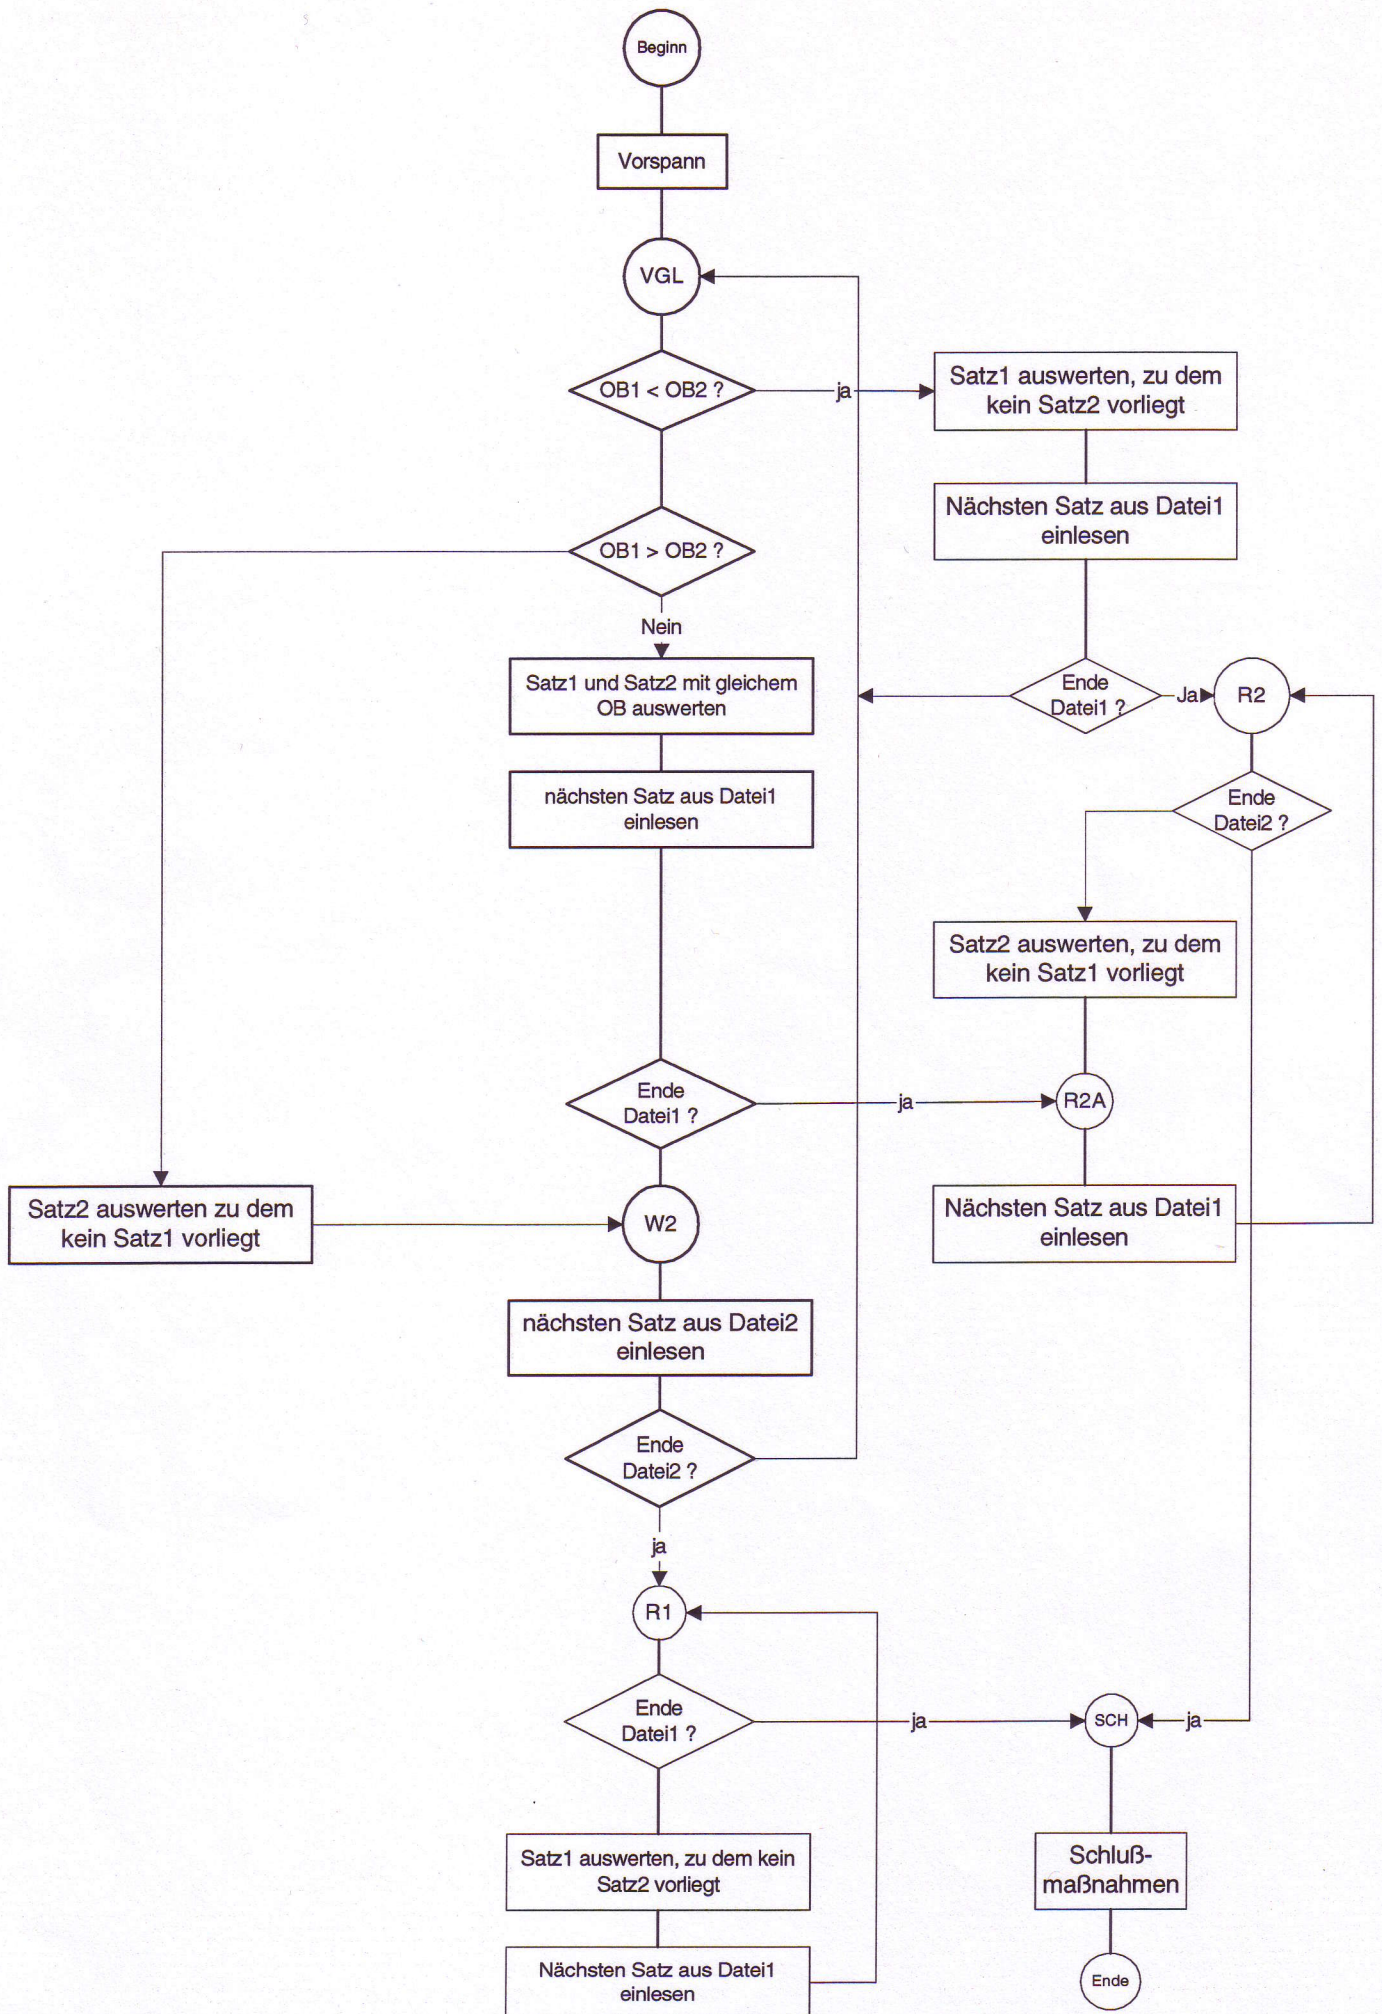 Beginn
Vorspann
VGL
OB1 < OB2 ?
ja
Satz1 auswerten, zu dem
kein Satz2 vorliegt
Nächsten Satz aus Datei1
einlesen
OB1 > OB2 ?
Nein
Satz1 und Satz2 mit gleichem
OB auswerten
Ende
Datei1 ?
Ja
R2
nächsten Satz aus Datei1
einlesen
Ende
Datei2 ?
Satz2 auswerten, zu dem
kein Satz1 vorliegt
Ende
Datei1 ?
ja
R2A
Satz2 auswerten zu dem
kein Satz1 vorliegt
W2
Nächsten Satz aus Datei1
einlesen
nächsten Satz aus Datei2
einlesen
Ende
Datei2 ?
ja
R1
Ende
Datei1 ?
ja
SCH
ja
Satz1 auswerten, zu dem kein
Satz2 vorliegt
Schluß-
maßnahmen
Nächsten Satz aus Datei1
einlesen
Ende